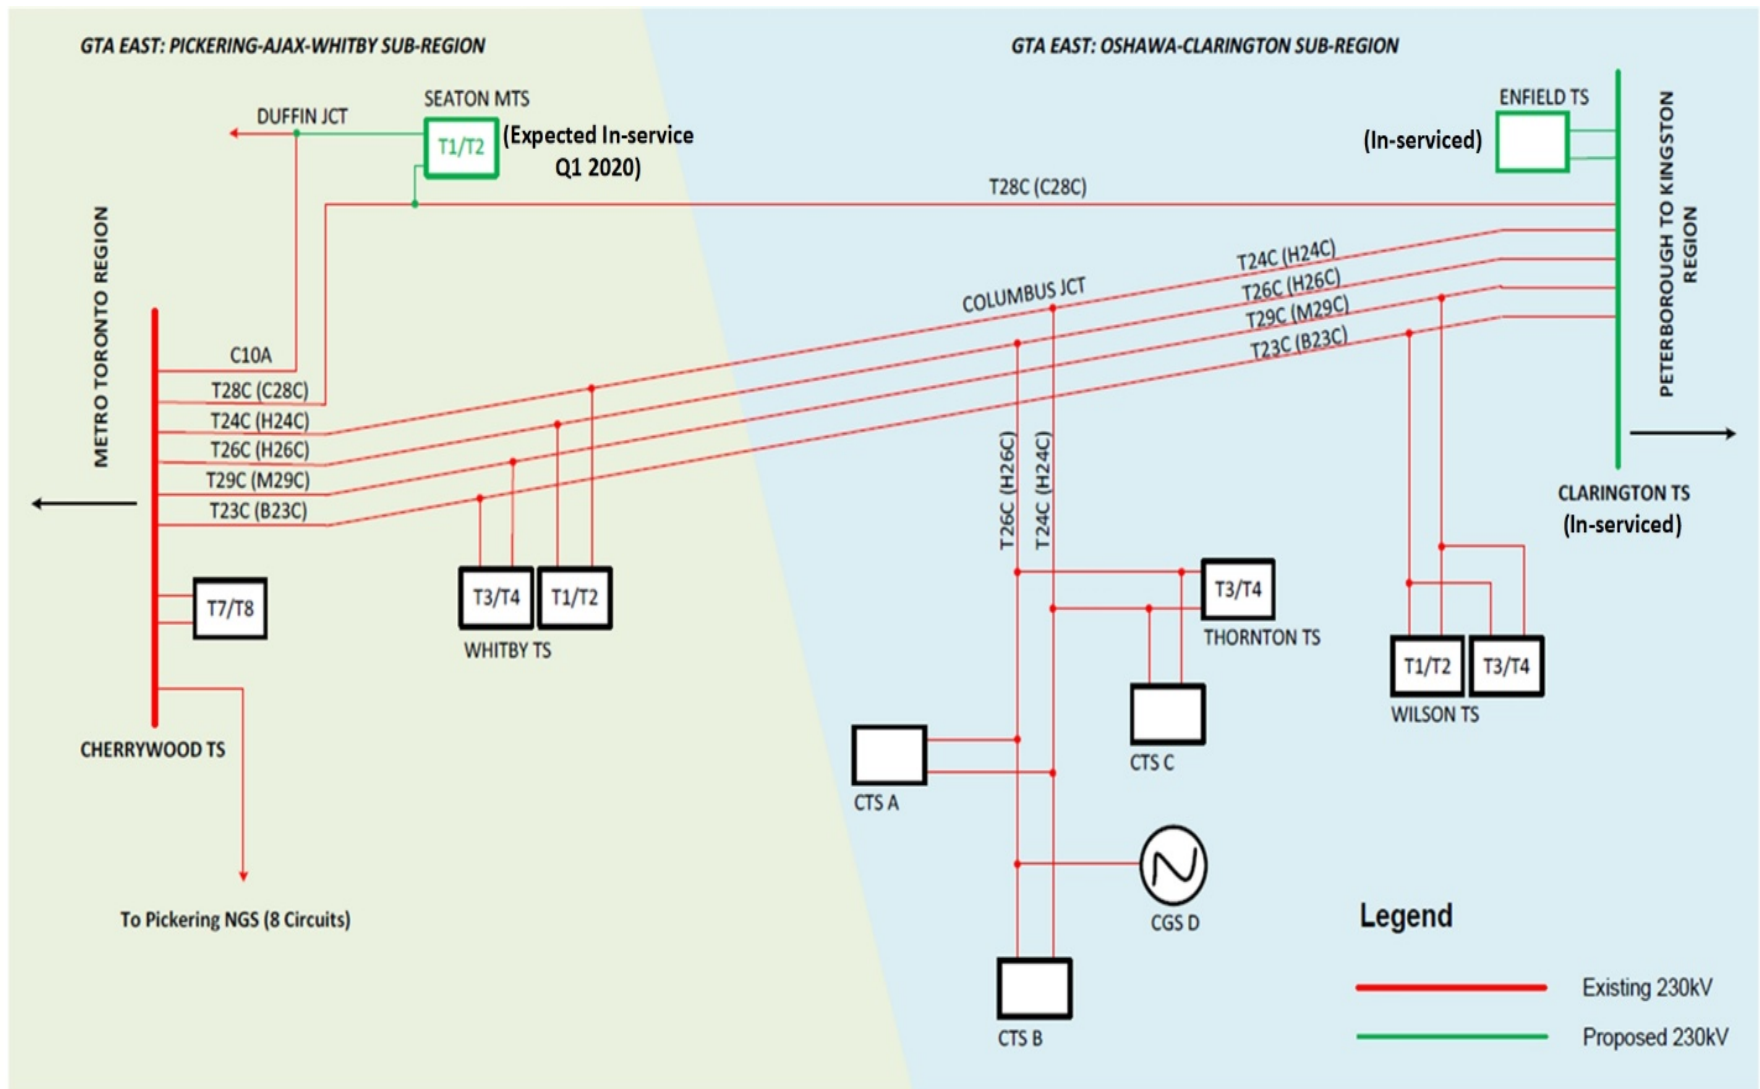 GTA EAST: PICKERING-AJAX-WHITBY SUB-REGION
GTA EAST: OSHAWA-CLARINGTON SUB-REGION
DUFFIN JCT
SEATON MTS
T1/T2
(Expected In-service
Q1 2020)
ENFIELD TS
(In-serviced)
T28C (C28C)
METRO TORONTO REGION
PETERBOROUGH TO KINGSTON
REGION
COLUMBUS JCT
T24C (H24C)
T26C (H26C)
T29C (M29C)
T23C (B23C)
C10A
T28C (C28C)
T24C (H24C)
T26C (H26C)
T29C (M29C)
T23C (B23C)
T26C (H26C)
T24C (H24C)
CLARINGTON TS
(In-serviced)
T7/T8
T3/T4
T1/T2
WHITBY TS
T3/T4
THORNTON TS
T1/T2
T3/T4
WILSON TS
CHERRYWOOD TS
CTS C
CTS A
To Pickering NGS (8 Circuits)
CGS D
CTS B
Legend
Existing 230kV
Proposed 230kV